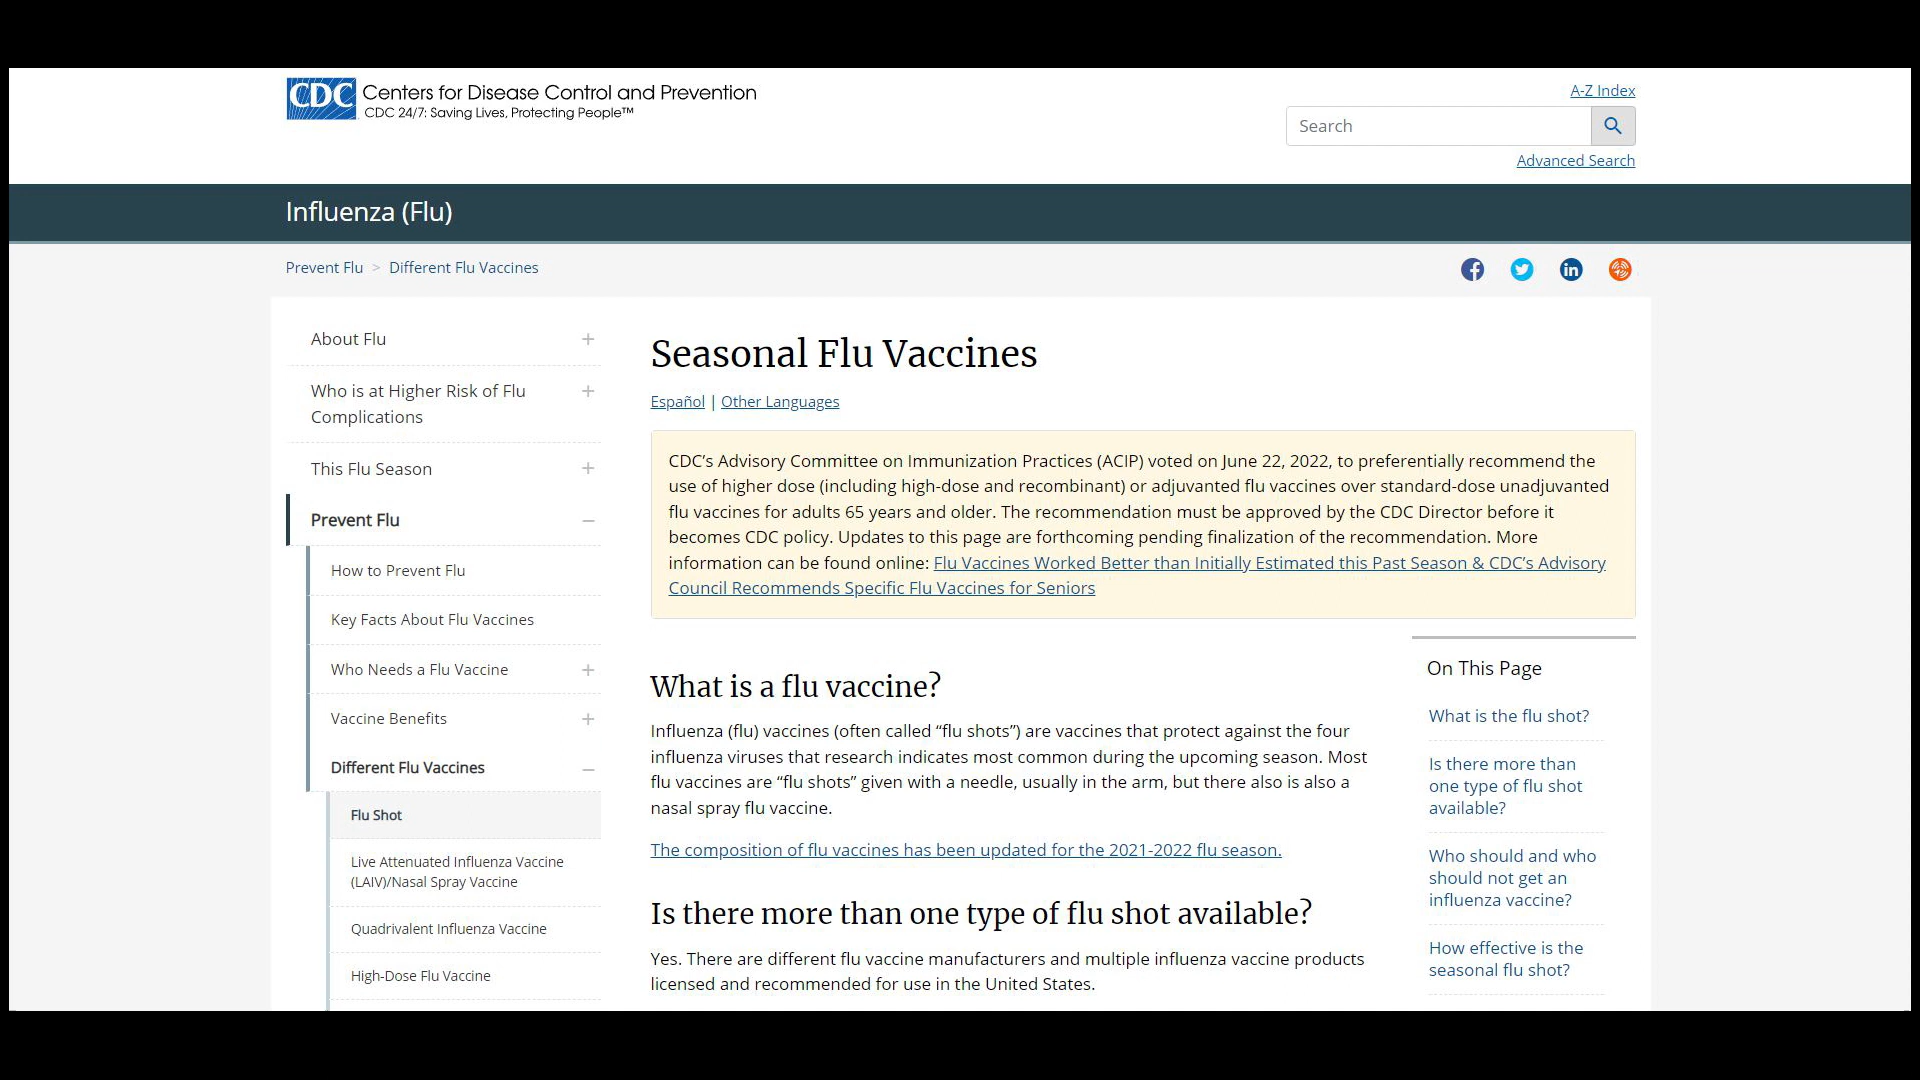 CDC Centers for Disease Control and Prevention
CDC 24/7: Saving Lives, Protecting People™
A-Z Index
Search
Advanced Search
Influenza (Flu)
Prevent Flu > Different Flu Vaccines
About Flu
Who is at Higher Risk of Flu
Complications
This Flu Season
Prevent Flu
How to Prevent Flu
Key Facts About Flu Vaccines
Who Needs a Flu Vaccine
Vaccine Benefits
Different Flu Vaccines
Flu Shot
Live Attenuated Influenza Vaccine
(LAIV)/Nasal Spray Vaccine
Quadrivalent Influenza Vaccine
High-Dose Flu Vaccine
Seasonal Flu Vaccines
Español | Other Languages
CDC’s Advisory Committee on Immunization Practices (ACIP) voted on June 22, 2022, to preferentially recommend the
use of higher dose (including high-dose and recombinant) or adjuvanted flu vaccines over standard-dose unadjuvanted
flu vaccines for adults 65 years and older. The recommendation must be approved by the CDC Director before it
becomes CDC policy. Updates to this page are forthcoming pending finalization of the recommendation. More
information can be found online: Flu Vaccines Worked Better than Initially Estimated this Past Season & CDC’s Advisory
Council Recommends Specific Flu Vaccines for Seniors
What is a flu vaccine?
Influenza (flu) vaccines (often called “flu shots”) are vaccines that protect against the four
influenza viruses that research indicates most common during the upcoming season. Most
flu vaccines are “flu shots” given with a needle, usually in the arm, but there also is also a
nasal spray flu vaccine.
The composition of flu vaccines has been updated for the 2021-2022 flu season.
Is there more than one type of flu shot available?
Yes. There are different flu vaccine manufacturers and multiple influenza vaccine products
licensed and recommended for use in the United States.
On This Page
What is the flu shot?
Is there more than
one type of flu shot
available?
Who should and who
should not get an
influenza vaccine?
How effective is the
seasonal flu shot?